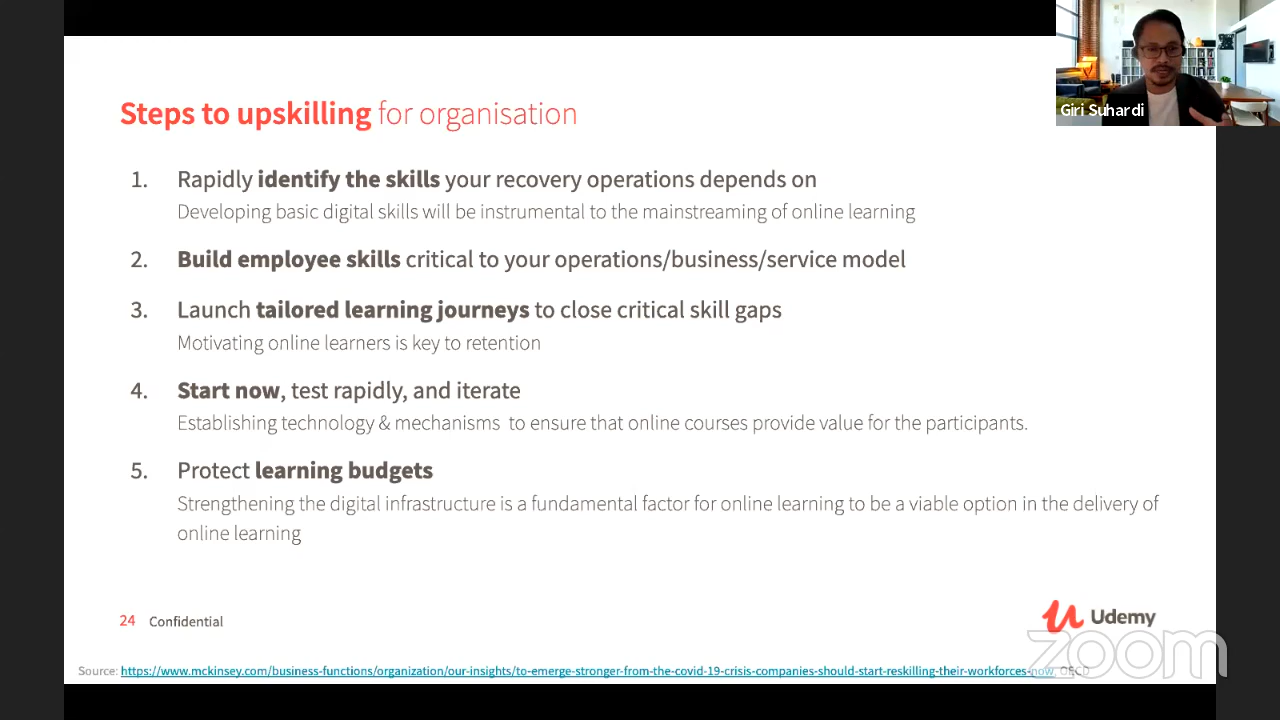 Giri Suhardi
Steps to upskilling for organisation
1. Rapidly identify the skills your recovery operations depends on
Developing basic digital skills will be instrumental to the mainstreaming of online learning
2. Build employee skills critical to your operations/business/service model
3. Launch tailored learning journeys to close critical skill gaps
Motivating online learners is key to retention
4. Start now, test rapidly, and iterate
Establishing technology & mechanisms to ensure that online courses provide value for the participants.
5. Protect learning budgets
Strengthening the digital infrastructure is a fundamental factor for online learning to be a viable option in the delivery of
online learning
24 Confidential
Udemy
zoom
Source: https://www.mckinsey.com/business-functions/organization/our-insights/to-emerge-stronger-from-the-covid-19-crisis-companies-should-start-reskilling-their-workforces-now, OECD